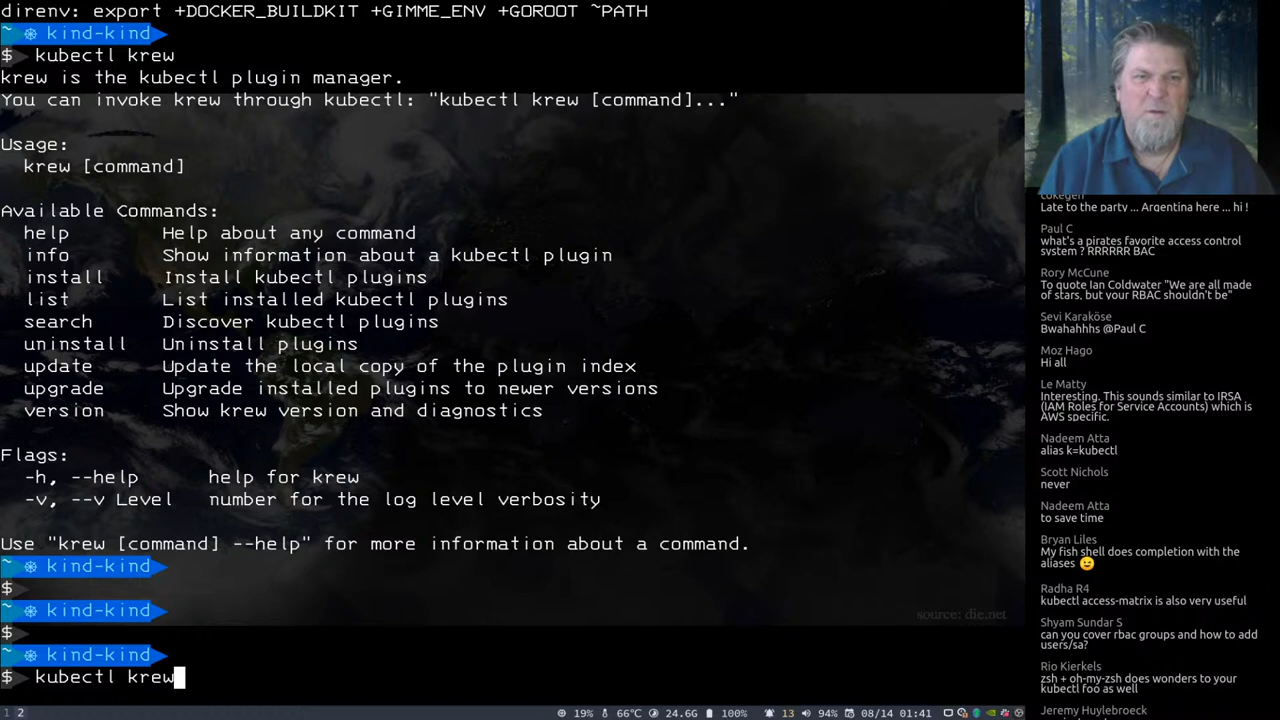 direnv: export +DOCKER_BUILDKIT +GIMME_ENV +GOROOT ~PATH
~ ⎈ kind-kind
$ kubectl krew
krew is the kubectl plugin manager.
You can invoke krew through kubectl: "kubectl krew [command]..."
Usage:
krew [command]
Available Commands:
help Help about any command
info Show information about a kubectl plugin
install Install kubectl plugins
list List installed kubectl plugins
search Discover kubectl plugins
uninstall Uninstall plugins
update Update the local copy of the plugin index
upgrade Upgrade installed plugins to newer versions
version Show krew version and diagnostics
Flags:
-h, --help help for krew
-v, --v Level number for the log level verbosity
Use "krew [command] --help" for more information about a command.
~ ⎈ kind-kind
$
~ ⎈ kind-kind
$
source: die.net
~ ⎈ kind-kind
$ kubectl krew
1 2
19% 66°C 24.6G 100% 13 94% 08/14 01:41
cokegen
Late to the party ... Argentina here ... hi !
Paul C
what's a pirates favorite access control
system ? RRRRRR BAC
Rory McCune
To quote Ian Coldwater "We are all made
of stars, but your RBAC shouldn't be"
Sevi Karaköse
Bwahahhhs @Paul C
Moz Hago
Hi all
Le Matty
Interesting. This sounds similar to IRSA
(IAM Roles for Service Accounts) which is
AWS specific.
Nadeem Atta
alias k=kubectl
Scott Nichols
never
Nadeem Atta
to save time
Bryan Liles
My fish shell does completion with the
aliases 😉
Radha R4
kubectl access-matrix is also very useful
Shyam Sundar S
can you cover rbac groups and how to add
users/sa?
Rio Kierkels
zsh + oh-my-zsh does wonders to your
kubectl foo as well
Jeremy Huylebroeck